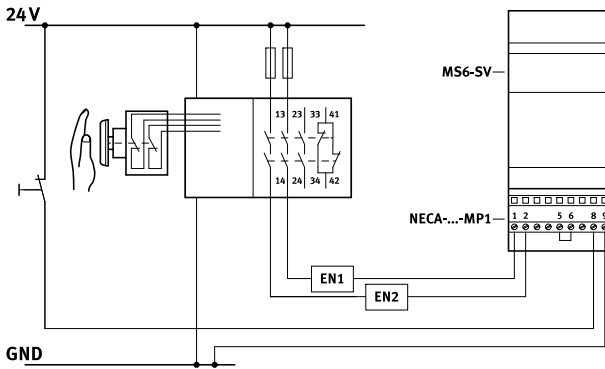 24 V
MS6-SV
13 23 33 41
14 24 34 42
NECA-...-MP1
1 2 5 6 8 9
EN1
EN2
GND